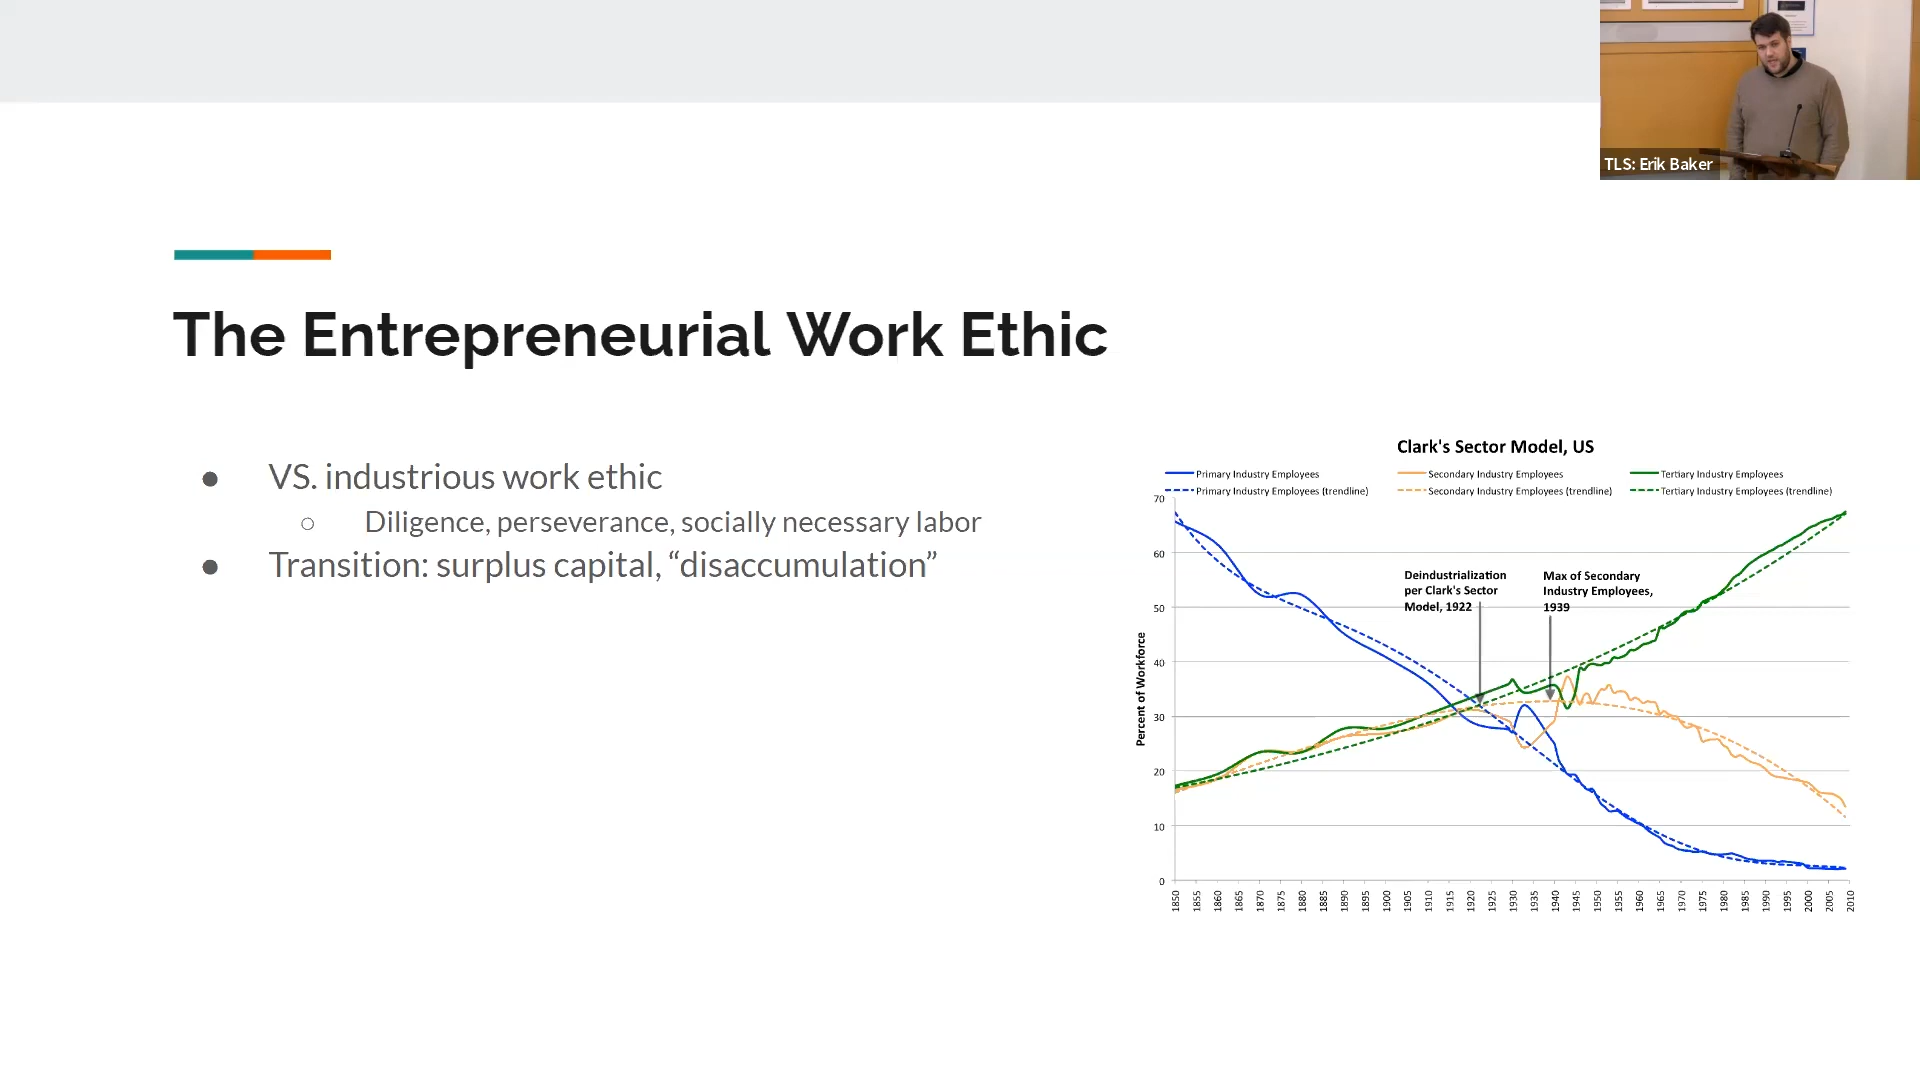 TLS: Erik Baker
The Entrepreneurial Work Ethic
● VS. industrious work ethic
○ Diligence, perseverance, socially necessary labor
● Transition: surplus capital, “disaccumulation”
Clark's Sector Model, US
Primary Industry Employees
Secondary Industry Employees
Tertiary Industry Employees
Primary Industry Employees (trendline)
Secondary Industry Employees (trendline)
Tertiary Industry Employees (trendline)
70
60
50
40
30
20
10
0
Percent of Workforce
Deindustrialization
per Clark's Sector
Model, 1922
Max of Secondary
Industry Employees,
1939
1850
1855
1860
1865
1870
1875
1880
1885
1890
1895
1900
1905
1910
1915
1920
1925
1930
1935
1940
1945
1950
1955
1960
1965
1970
1975
1980
1985
1990
1995
2000
2005
2010